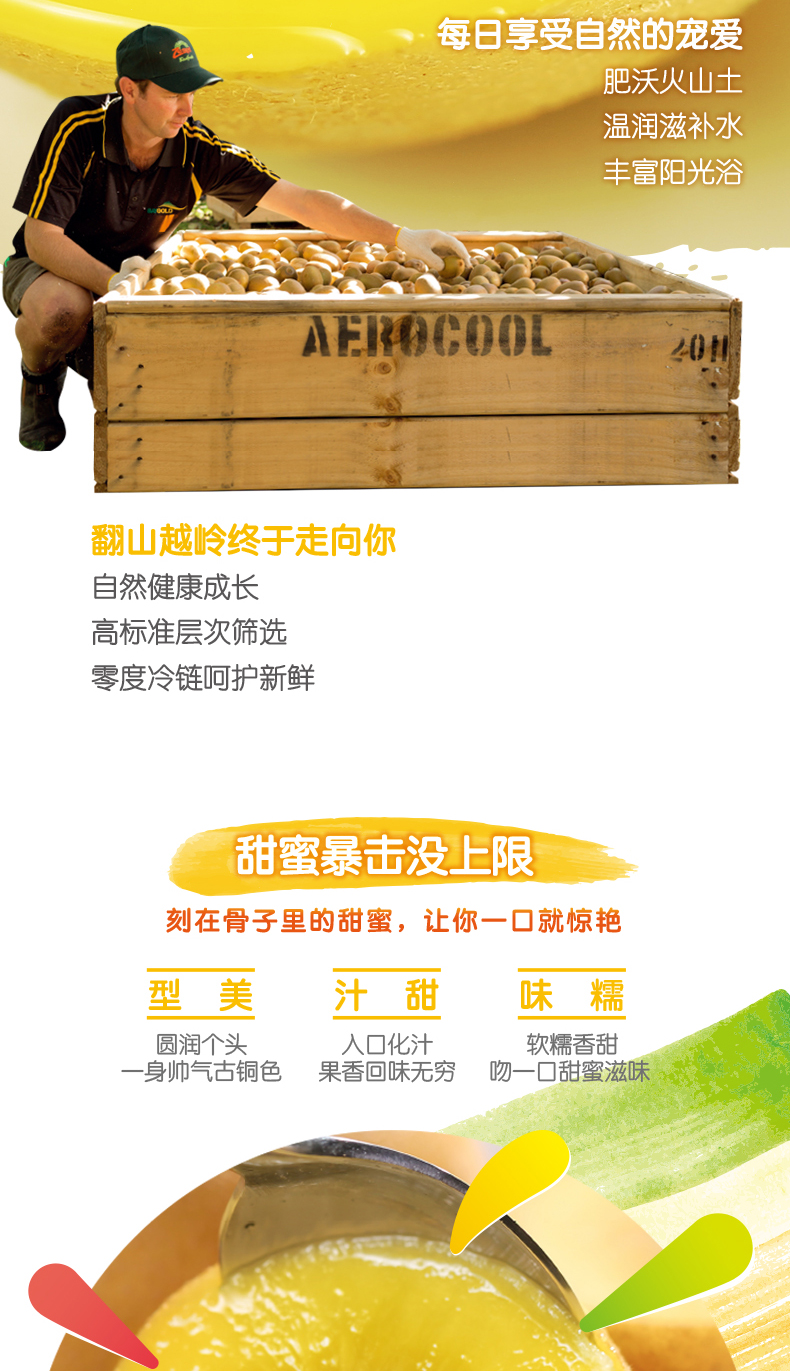 每日享受自然的宠爱
肥沃火山土
温润滋补水
丰富阳光浴
AEROCOOL
2011
翻山越岭终于走向你
自然健康成长
高标准层次筛选
零度冷链呵护新鲜
甜蜜暴击没上限
刻在骨子里的甜蜜，让你一口就惊艳
型 美
汁 甜
味 糯
圆润个头
一身帅气古铜色
入口化汁
果香回味无穷
软糯香甜
吻一口甜蜜滋味